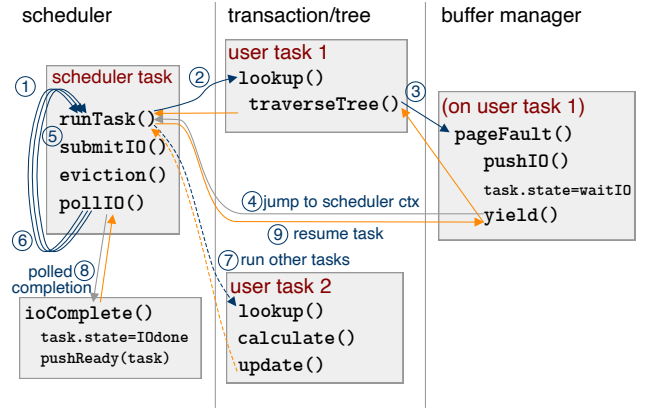 scheduler
transaction/tree
buffer manager
scheduler task
1
runTask()
5
submitIO()
eviction()
pollIO()
6
polled
completion
8
ioComplete()
task.state=IOdone
pushReady(task)
user task 1
2
lookup()
traverseTree()
3
4 jump to scheduler ctx
9 resume task
7 run other tasks
user task 2
lookup()
calculate()
update()
(on user task 1)
pageFault()
pushIO()
task.state=waitIO
yield()